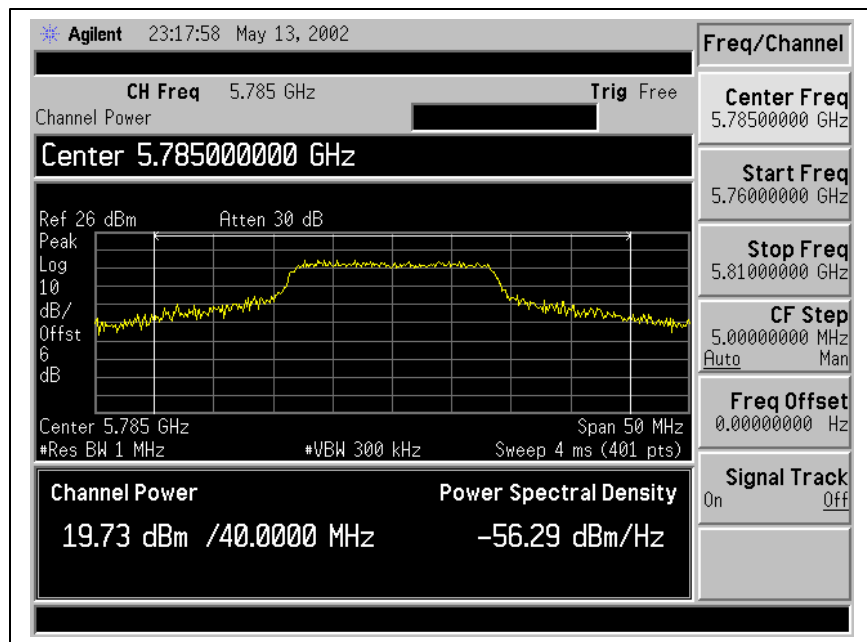 Agilent 23:17:58 May 13, 2002
Freq/Channel
CH Freq 5.785 GHz Trig Free
Channel Power
Center 5.785000000 GHz
Ref 26 dBm Atten 30 dB
Peak
Log
10
dB/
Offst
6
dB
Center 5.785 GHz Span 50 MHz
#Res BW 1 MHz #VBW 300 kHz Sweep 4 ms (401 pts)
Channel Power Power Spectral Density
19.73 dBm /40.0000 MHz -56.29 dBm/Hz
Center Freq
5.78500000 GHz
Start Freq
5.76000000 GHz
Stop Freq
5.81000000 GHz
CF Step
5.00000000 MHz
Auto Man
Freq Offset
0.00000000 Hz
Signal Track
On Off